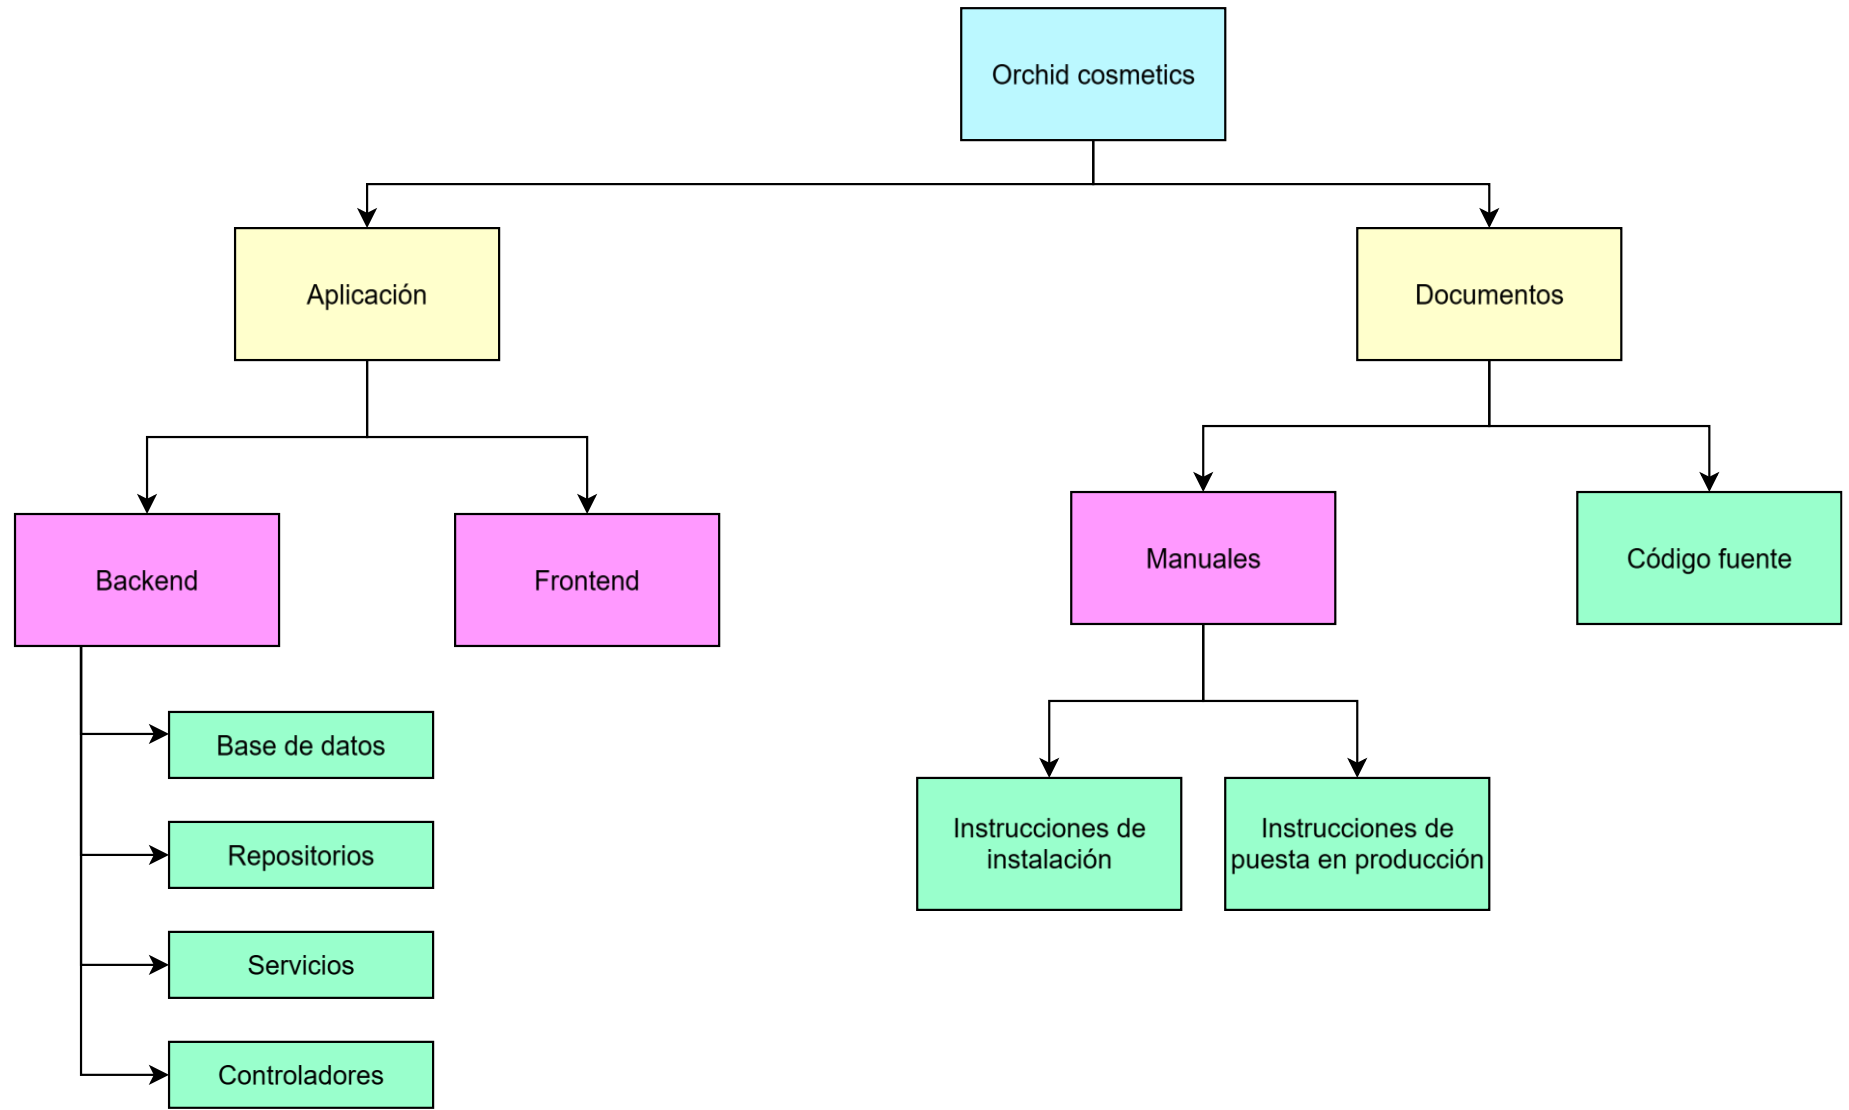 Orchid cosmetics
Aplicación
Documentos
Backend
Frontend
Manuales
Código fuente
Base de datos
Repositorios
Servicios
Controladores
Instrucciones de
instalación
Instrucciones de
puesta en producción